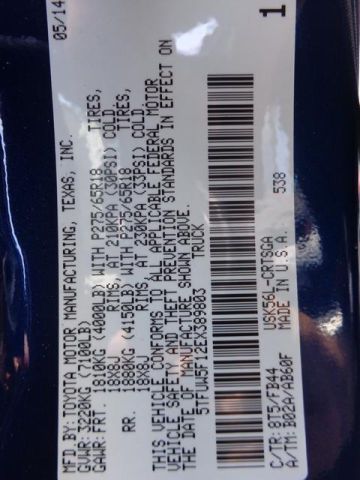 MFD.BY:TOYOTA MOTOR MANUFACTURING, TEXAS, INC. 05/14
GVWR: 3220KG (7100LB)
GAWR: FRT. 1810KG (4000LB) WITH P275/65R18 TIRES,
18X8J RIMS, AT 210KPA (30PSI) COLD
RR. 1880KG (4150LB) WITH P275/65R18 TIRES,
18X8J RIMS, AT 230KPA (33PSI) COLD
THIS VEHICLE CONFORMS TO ALL APPLICABLE FEDERAL MOTOR
VEHICLE SAFETY AND THEFT PREVENTION STANDARDS IN EFFECT ON
THE DATE OF MANUFACTURE SHOWN ABOVE.
5TFUW5F12EX389803 TRUCK
USK56L-CRTSGA
C/TR: 8T5/FB44 MADE IN U.S.A.
A/TM: B02A/AB60F 538 1